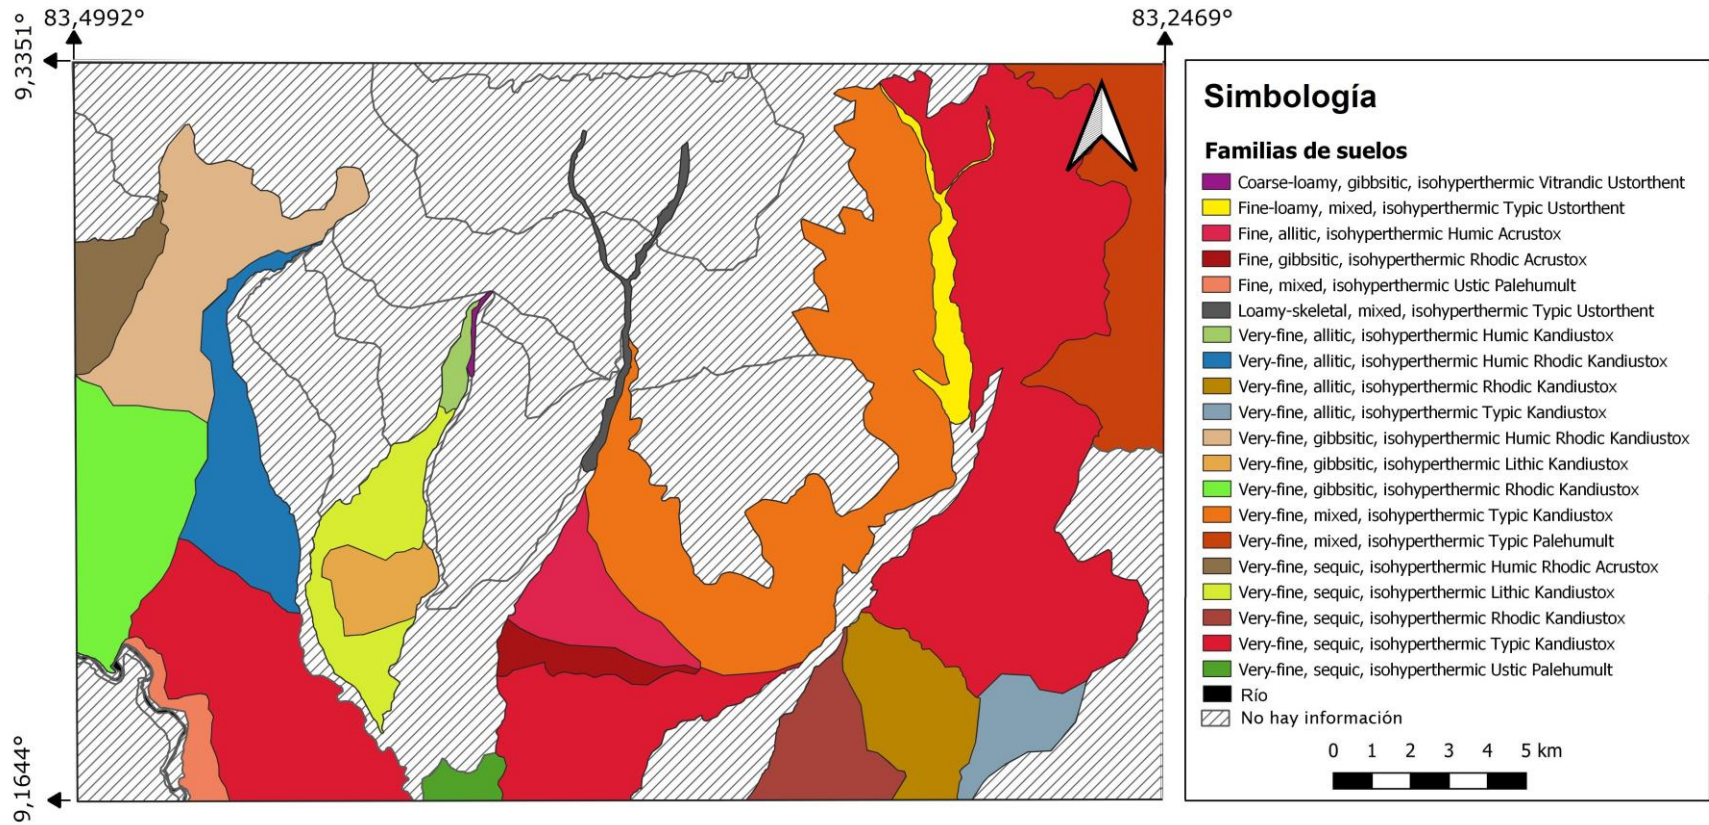 83,4992°
83,2469°
9,3351°
9,1644°
Simbología
Familias de suelos
Coarse-loamy, gibbsitic, isohyperthermic Vitrandic Ustorthent
Fine-loamy, mixed, isohyperthermic Typic Ustorthent
Fine, allitic, isohyperthermic Humic Acrustox
Fine, gibbsitic, isohyperthermic Rhodic Acrustox
Fine, mixed, isohyperthermic Ustic Palehumult
Loamy-skeletal, mixed, isohyperthermic Typic Ustorthent
Very-fine, allitic, isohyperthermic Humic Kandiustox
Very-fine, allitic, isohyperthermic Humic Rhodic Kandiustox
Very-fine, allitic, isohyperthermic Rhodic Kandiustox
Very-fine, allitic, isohyperthermic Typic Kandiustox
Very-fine, gibbsitic, isohyperthermic Humic Rhodic Kandiustox
Very-fine, gibbsitic, isohyperthermic Lithic Kandiustox
Very-fine, gibbsitic, isohyperthermic Rhodic Kandiustox
Very-fine, mixed, isohyperthermic Typic Kandiustox
Very-fine, mixed, isohyperthermic Typic Palehumult
Very-fine, sequic, isohyperthermic Humic Rhodic Acrustox
Very-fine, sequic, isohyperthermic Lithic Kandiustox
Very-fine, sequic, isohyperthermic Rhodic Kandiustox
Very-fine, sequic, isohyperthermic Typic Kandiustox
Very-fine, sequic, isohyperthermic Ustic Palehumult
Río
No hay información
0 1 2 3 4 5 km